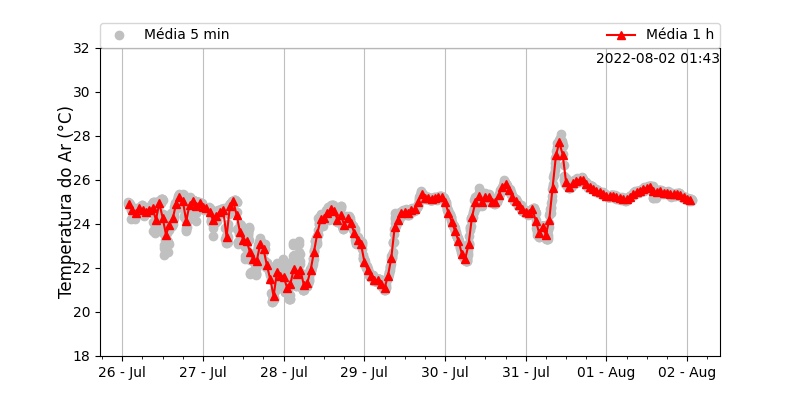 Média 5 min
Média 1 h
2022-08-02 01:43
Temperatura do Ar (°C)
32
30
28
26
24
22
20
18
26 - Jul
27 - Jul
28 - Jul
29 - Jul
30 - Jul
31 - Jul
01 - Aug
02 - Aug